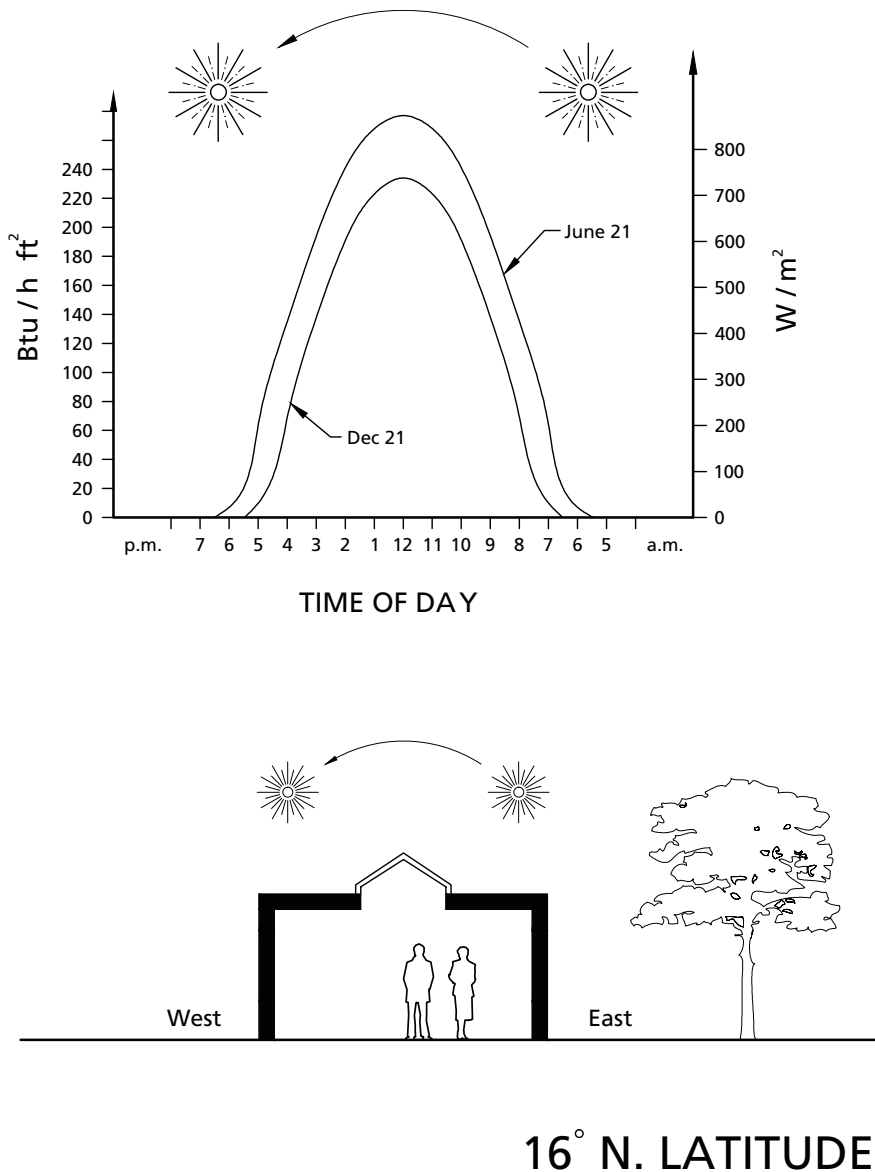 240
220
200
180
160
140
120
100
80
60
40
20
0
Btu / h ft²
800
700
600
500
400
300
200
100
0
W / m²
June 21
Dec 21
p.m. 7 6 5 4 3 2 1 12 11 10 9 8 7 6 5 a.m.
TIME OF DAY
West
East
16° N. LATITUDE